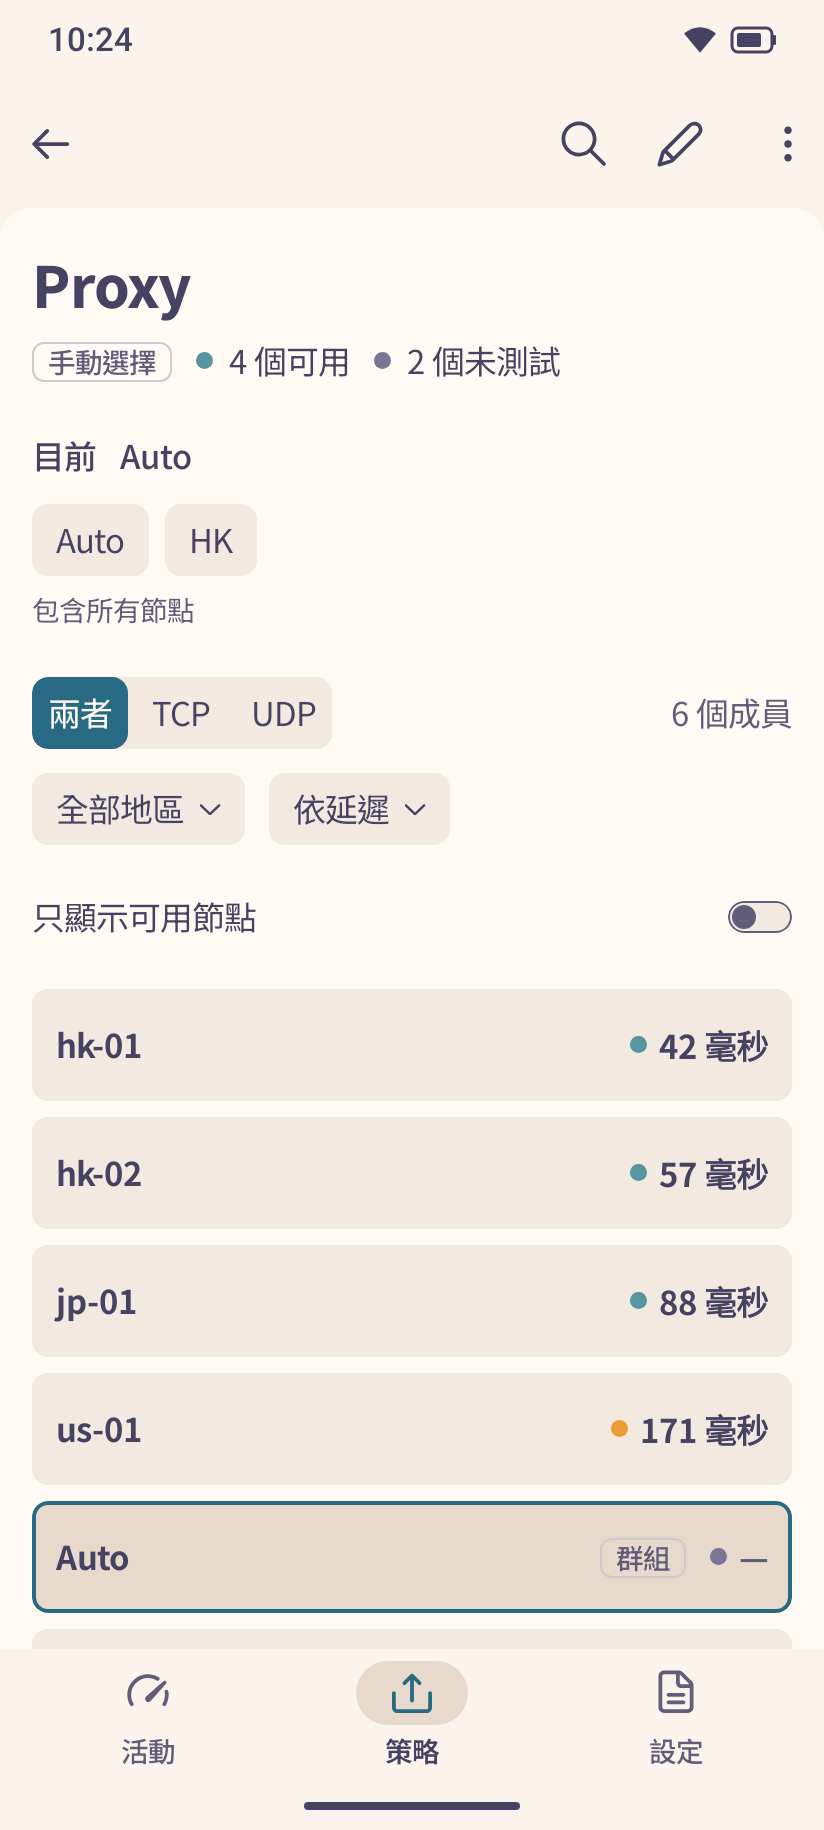 10:24
Proxy
手動選擇 4 個可用 2 個未測試
目前 Auto
Auto HK
包含所有節點
兩者 TCP UDP 6 個成員
全部地區 依延遲
只顯示可用節點
hk-01 42 毫秒
hk-02 57 毫秒
jp-01 88 毫秒
us-01 171 毫秒
Auto 群組 —
活動 策略 設定